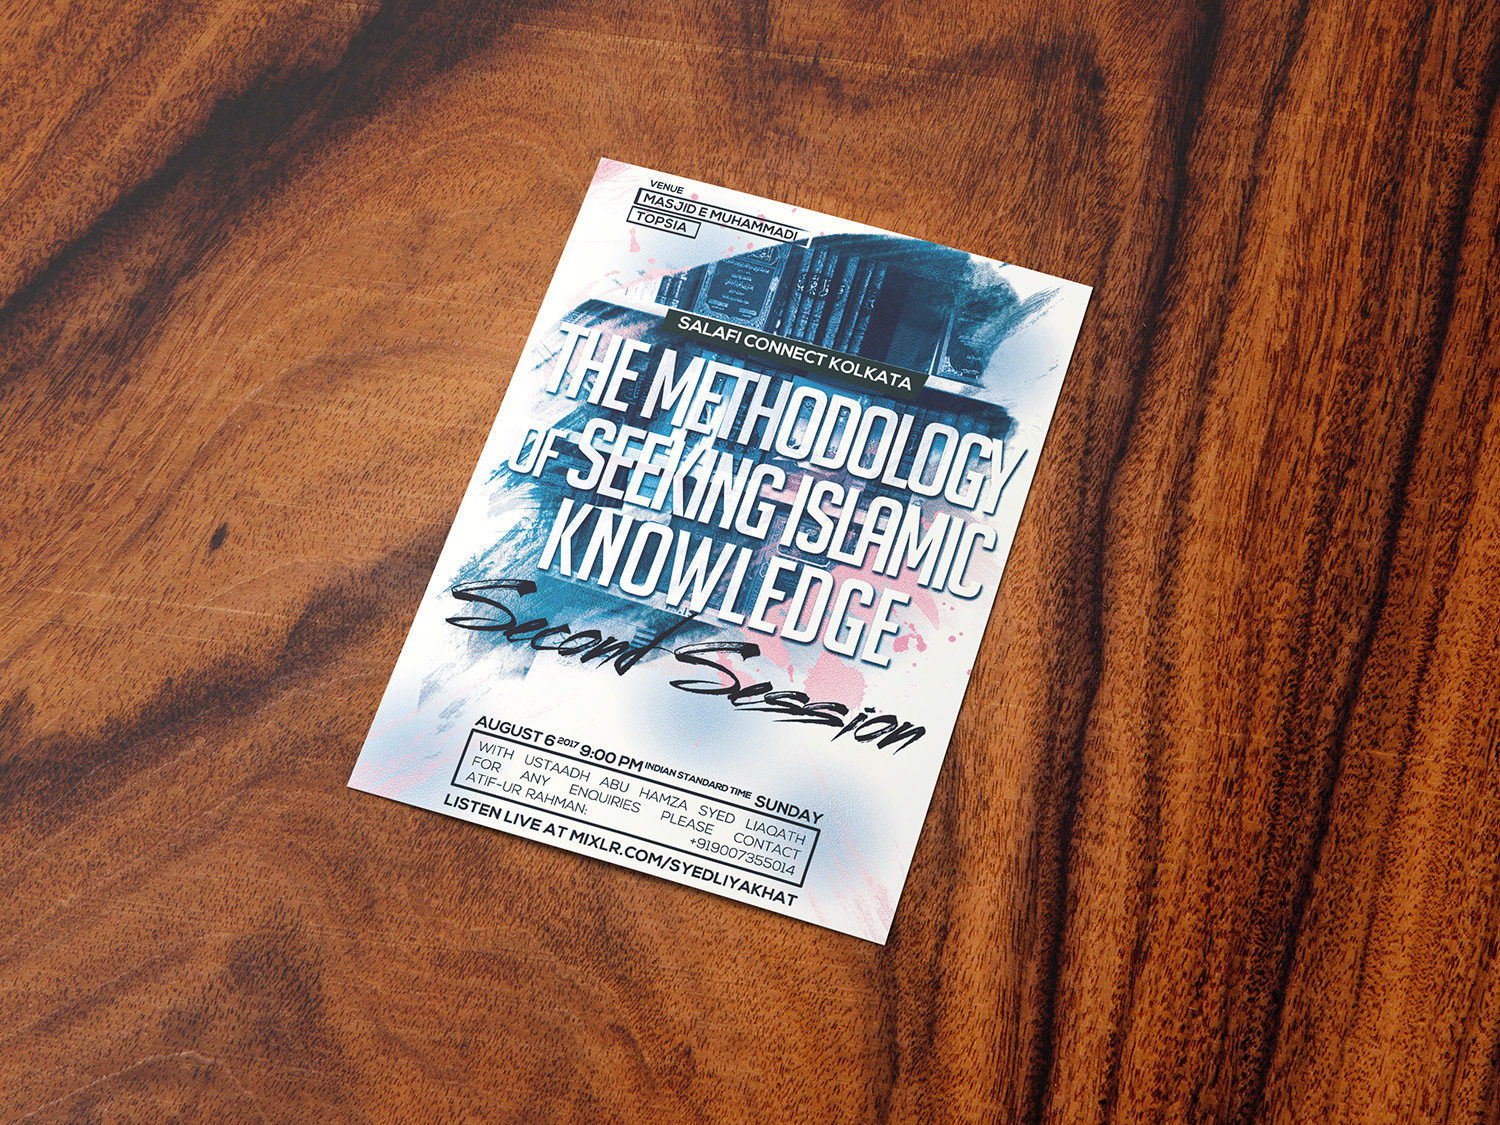 VENUE
MASJID E MUHAMMADI
TOPSIA
SALAFI CONNECT KOLKATA
THE METHODOLOGY
OF SEEKING ISLAMIC
KNOWLEDGE
Second Session
AUGUST 6 2017 9:00 PM INDIAN STANDARD TIME SUNDAY
WITH USTAADH ABU HAMZA SYED LIAQATH
FOR ANY ENQUIRIES PLEASE CONTACT
ATIF-UR RAHMAN: +919007355014
LISTEN LIVE AT MIXLR.COM/SYEDLIYAKHAT